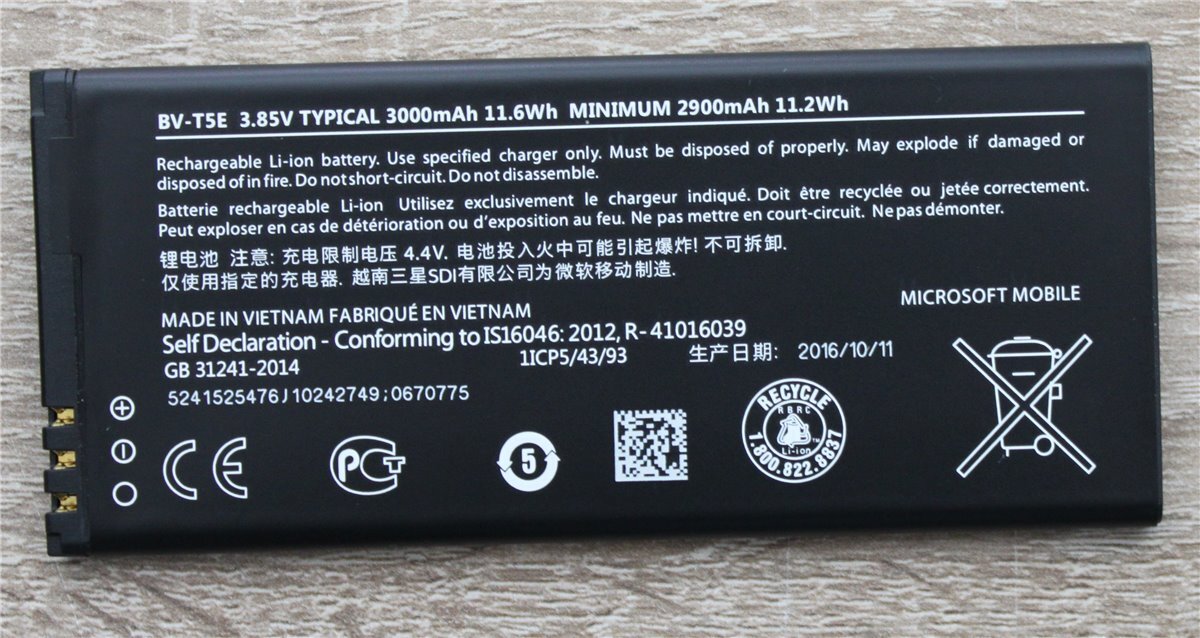 BV-T5E 3.85V TYPICAL 3000mAh 11.6Wh MINIMUM 2900mAh 11.2Wh
Rechargeable Li-ion battery. Use specified charger only. Must be disposed of properly. May explode if damaged or
disposed of in fire. Do not short-circuit. Do not disassemble.
Batterie rechargeable Li-ion Utilisez exclusivement le chargeur indiqué. Doit être recyclée ou jetée correctement.
Peut exploser en cas de détérioration ou d'exposition au feu. Ne pas mettre en court-circuit. Ne pas démonter.
锂电池 注意: 充电限制电压 4.4V. 电池投入火中可能引起爆炸! 不可拆卸.
仅使用指定的充电器. 越南三星SDI有限公司为微软移动制造.
MICROSOFT MOBILE
MADE IN VIETNAM FABRIQUÉ EN VIETNAM
Self Declaration - Conforming to IS16046: 2012, R- 41016039
GB 31241-2014
1ICP5/43/93
生产日期: 2016/10/11
5241525476J10242749;0670775
CE
PCT
5
RECYCLE
RBRC
Li-ion
TM
1.800.822.8837